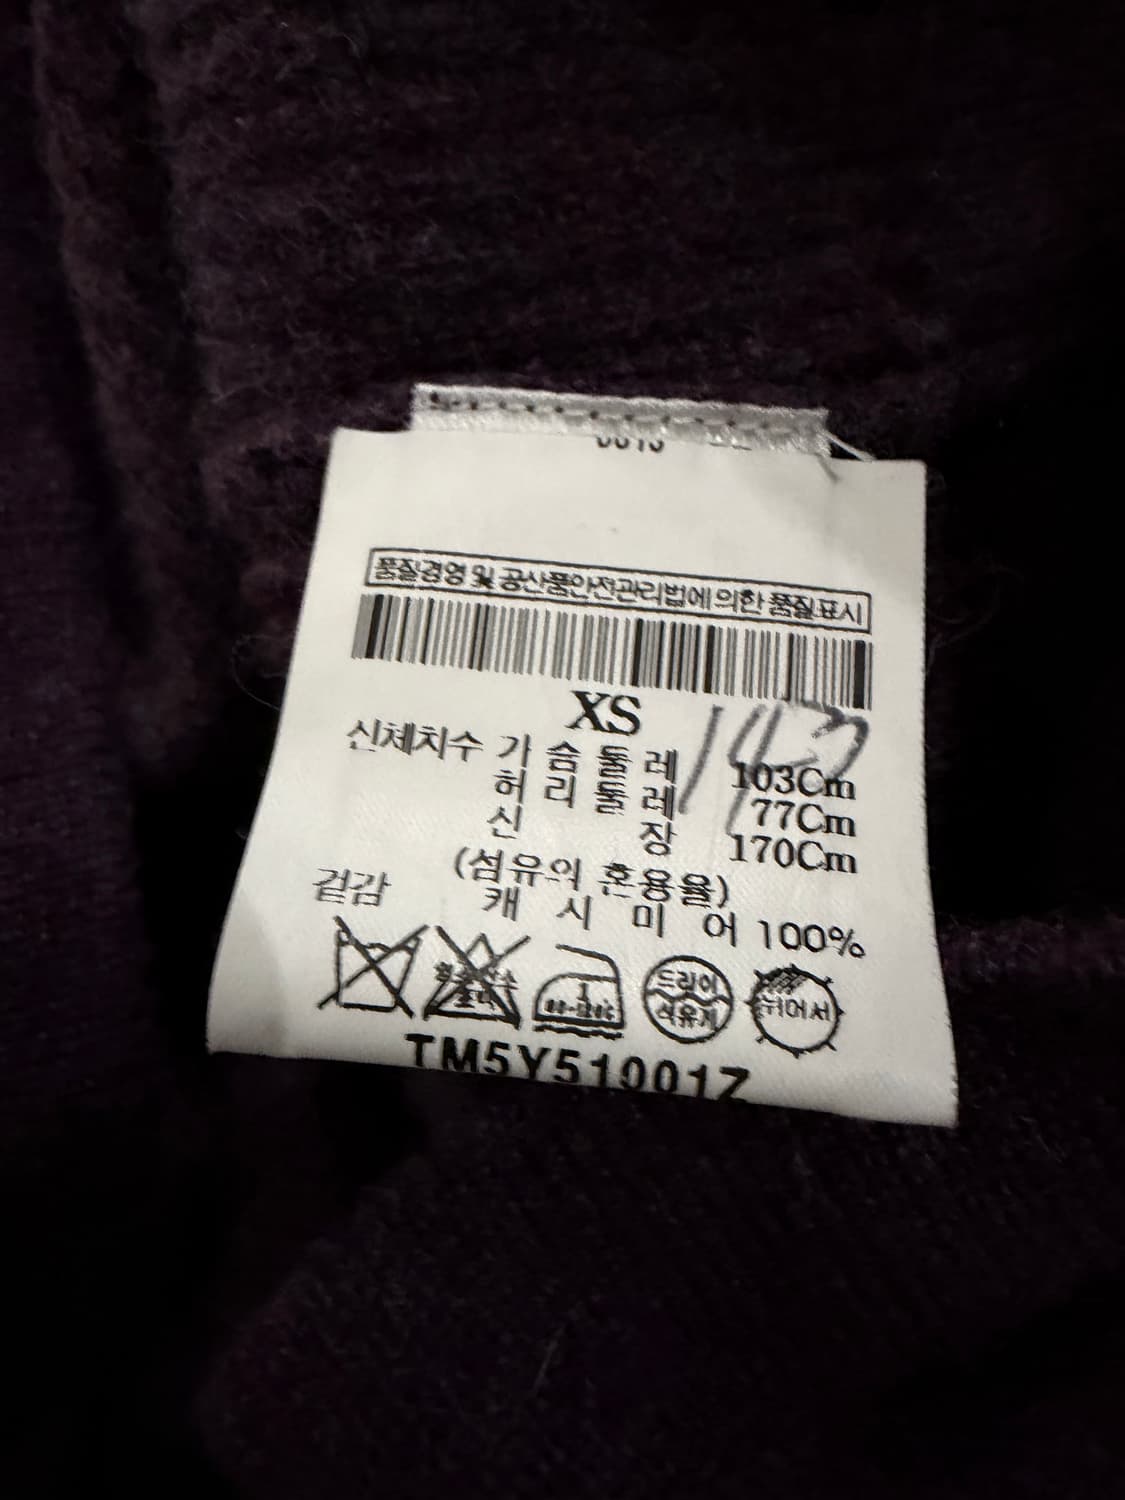 품질경영 및 공산품안전관리법에 의한 품질표시
XS
신체치수 가슴둘레 103Cm
허리둘레 77Cm
신장 170Cm
(섬유의 혼용율)
겉감 캐시미어 100%
드라이
석유계
뉘어서
TM5Y51001Z